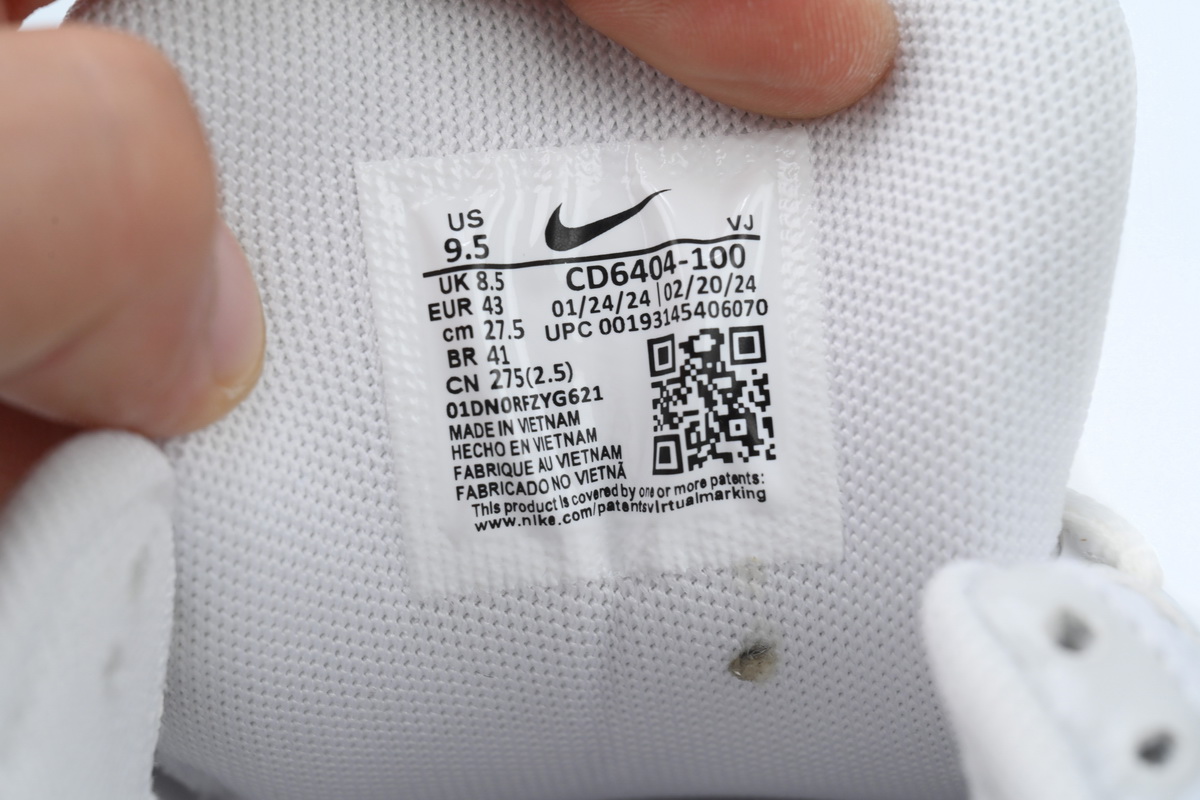 US
9.5
VJ
UK 8.5
EUR 43
cm 27.5
BR 41
CN 275(2.5)
CD6404-100
01/24/24 | 02/20/24
UPC 00193145406070
01DN0RFZYG621
MADE IN VIETNAM
HECHO EN VIETNAM
FABRIQUE AU VIETNAM
FABRICADO NO VIETNÃ
This product is covered by one or more patents:
www.nike.com/patentsvirtualmarking